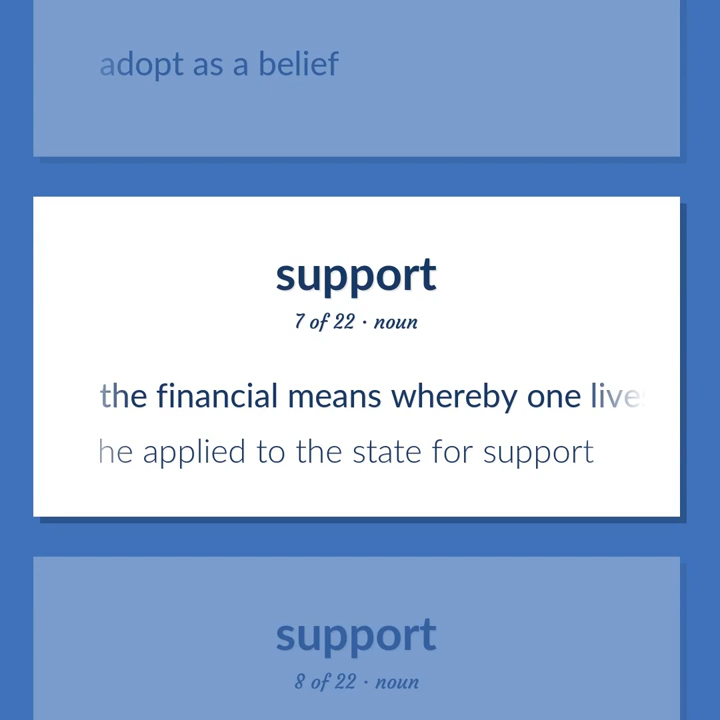 adopt as a belief
support
7 of 22 · noun
the financial means whereby one lives
he applied to the state for support
support
8 of 22 · noun